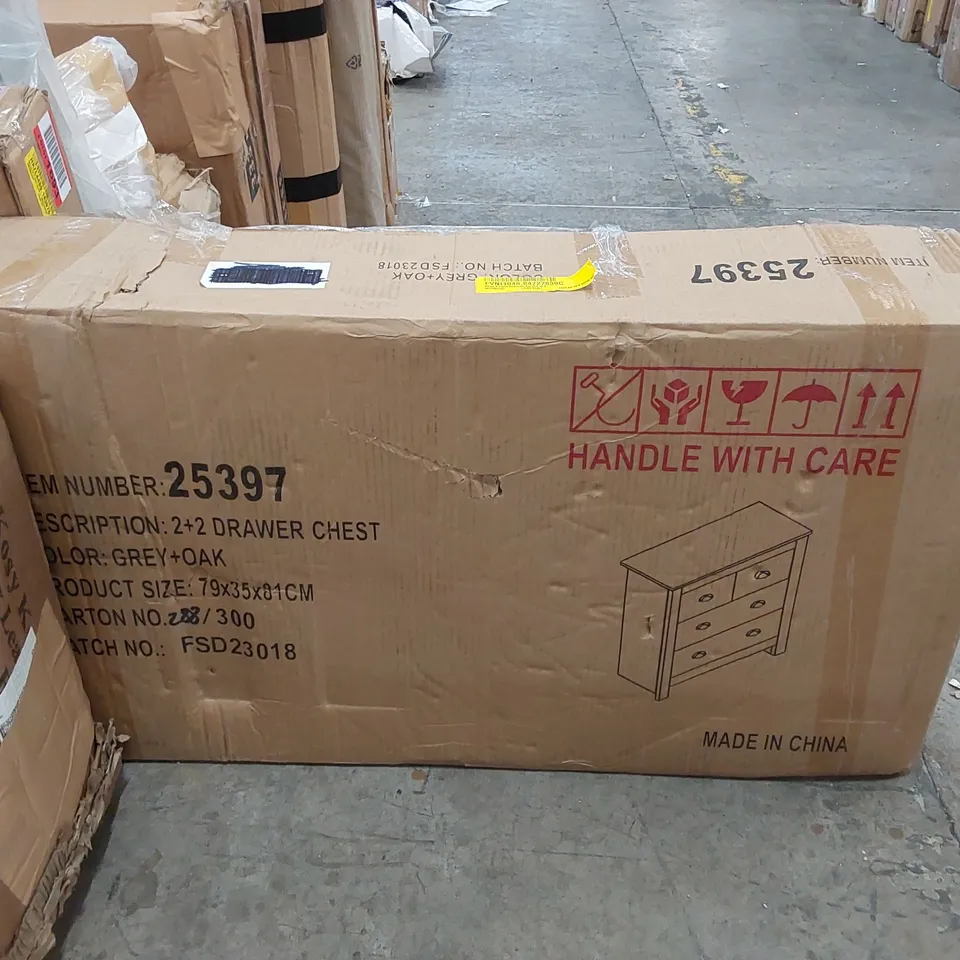 ITEM NUMBER: 25397
COLOR: GREY+OAK
BATCH NO.: FSD23018
HANDLE WITH CARE
EM NUMBER: 25397
ESCRIPTION: 2+2 DRAWER CHEST
OLOR: GREY+OAK
RODUCT SIZE: 79x35x81CM
ARTON NO. 288/300
ATCH NO.: FSD23018
MADE IN CHINA